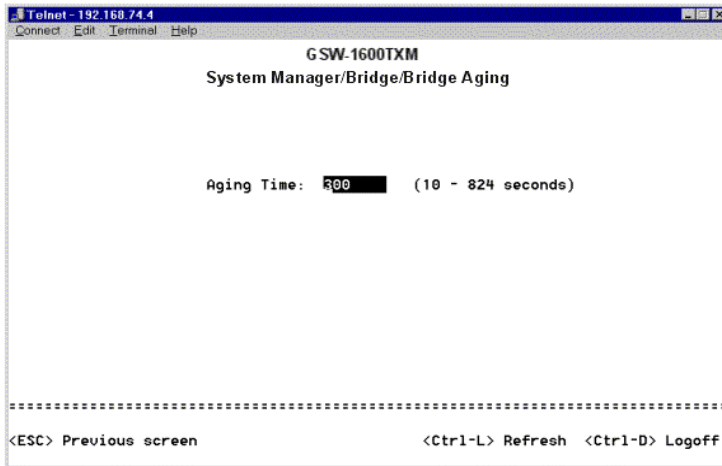 Telnet - 192.168.74.4
Connect Edit Terminal Help
GSW-1600TXM
System Manager/Bridge/Bridge Aging
Aging Time: 300 (10 - 824 seconds)
==================================================================================
<ESC> Previous screen <Ctrl-L> Refresh <Ctrl-D> Logoff